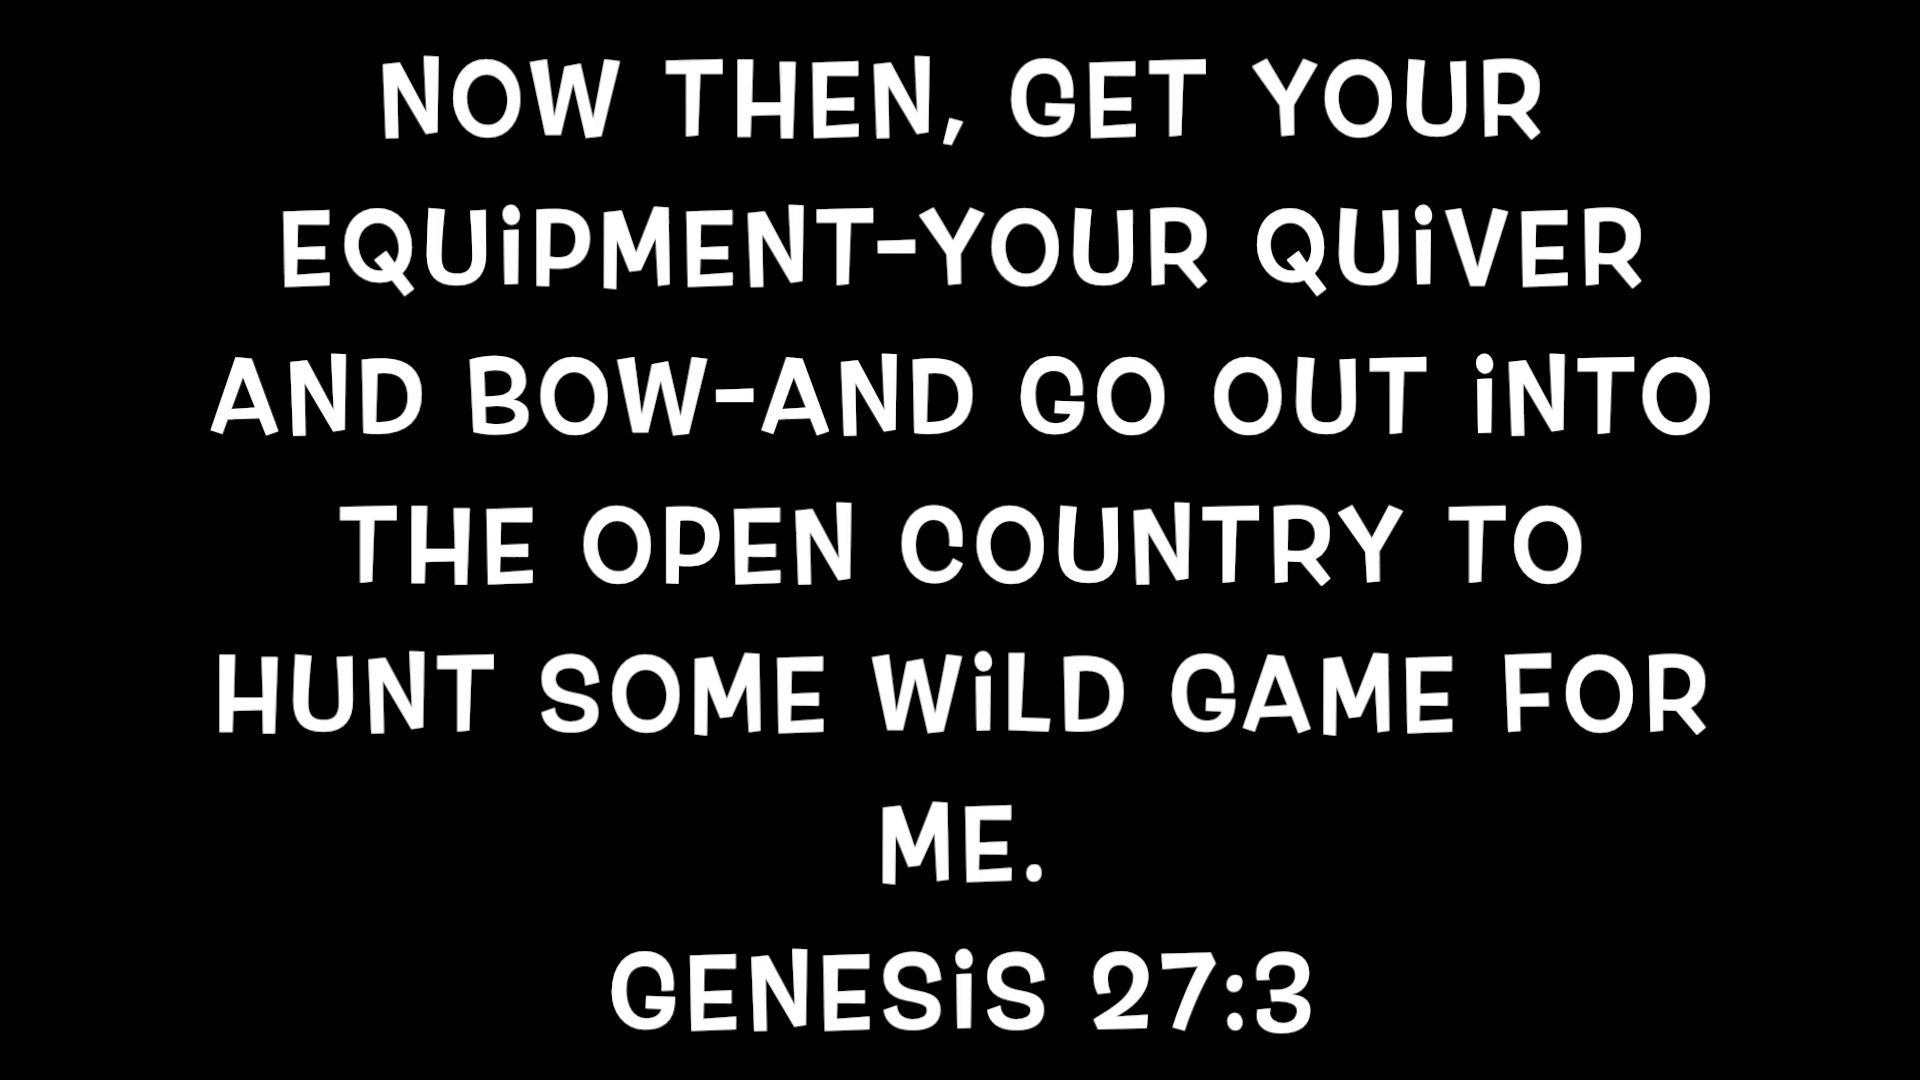 NOW THEN, GET YOUR
EQUiPMENT-YOUR QUiVER
AND BOW-AND GO OUT iNTO
THE OPEN COUNTRY TO
HUNT SOME WiLD GAME FOR
ME.
GENESiS 27:3